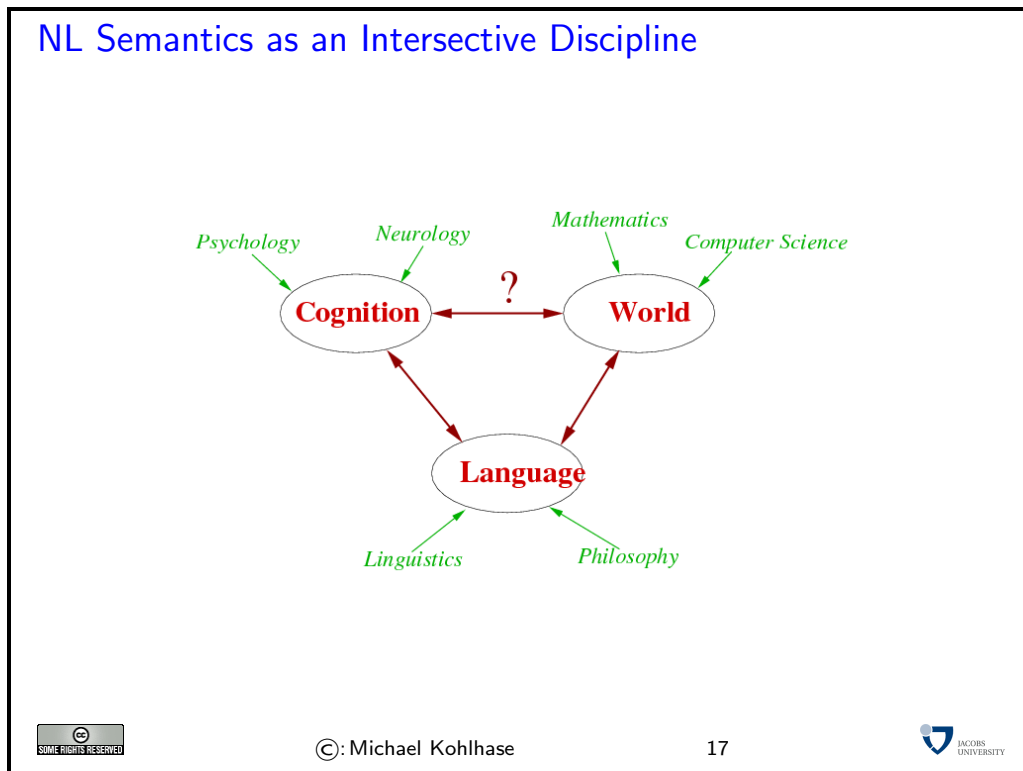 NL Semantics as an Intersective Discipline
Psychology
Neurology
Mathematics
Computer Science
?
Cognition
World
Language
Linguistics
Philosophy
cc
SOME RIGHTS RESERVED
©: Michael Kohlhase
17
JACOBS
UNIVERSITY